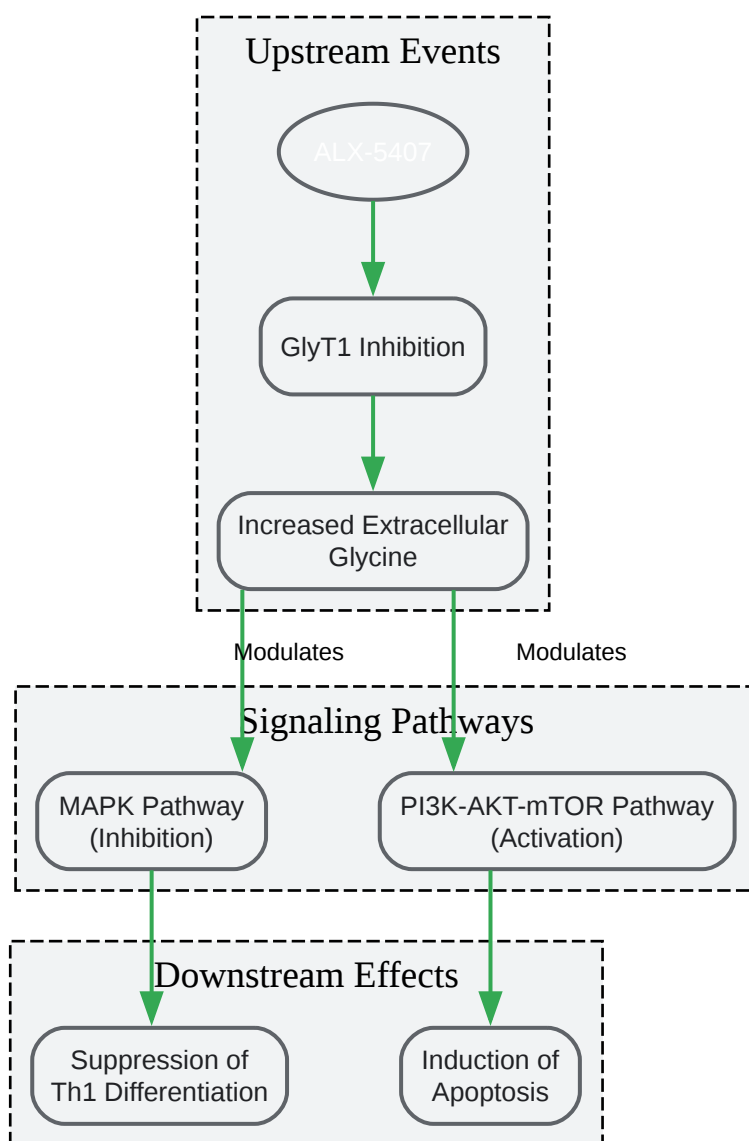 Upstream Events
ALX-5407
GlyT1 Inhibition
Increased Extracellular
Glycine
Modulates
Modulates
Signaling Pathways
MAPK Pathway
(Inhibition)
PI3K-AKT-mTOR Pathway
(Activation)
Downstream Effects
Suppression of
Th1 Differentiation
Induction of
Apoptosis